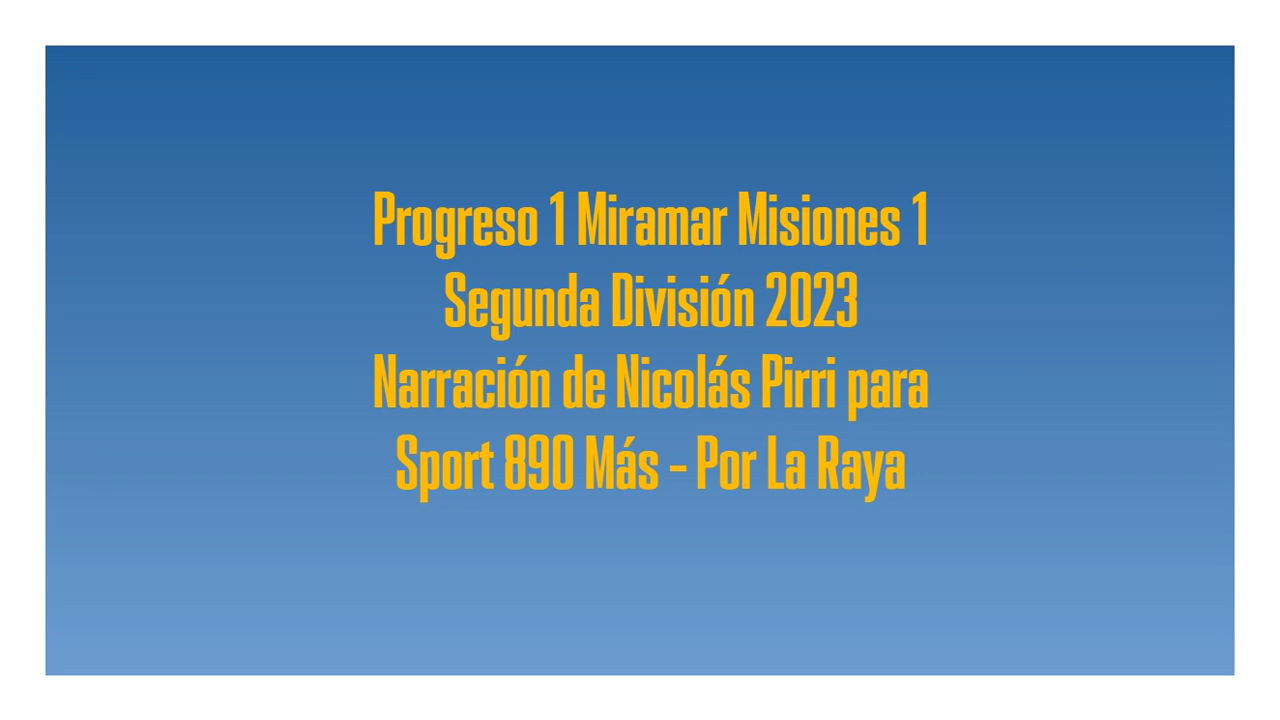 Progreso 1 Miramar Misiones 1
Segunda División 2023
Narración de Nicolás Pirri para
Sport 890 Más - Por La Raya